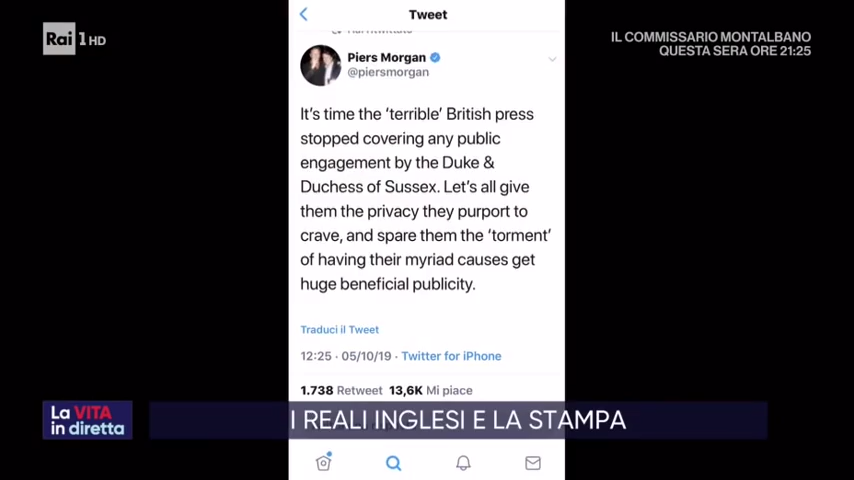 Tweet
Rai 1 HD
IL COMMISSARIO MONTALBANO
QUESTA SERA ORE 21:25
Piers Morgan
@piersmorgan
It's time the 'terrible' British press
stopped covering any public
engagement by the Duke &
Duchess of Sussex. Let's all give
them the privacy they purport to
crave, and spare them the 'torment'
of having their myriad causes get
huge beneficial publicity.
Traduci il Tweet
12:25 · 05/10/19 · Twitter for iPhone
1.738 Retweet 13,6K Mi piace
La VITA
in diretta
I REALI INGLESI E LA STAMPA